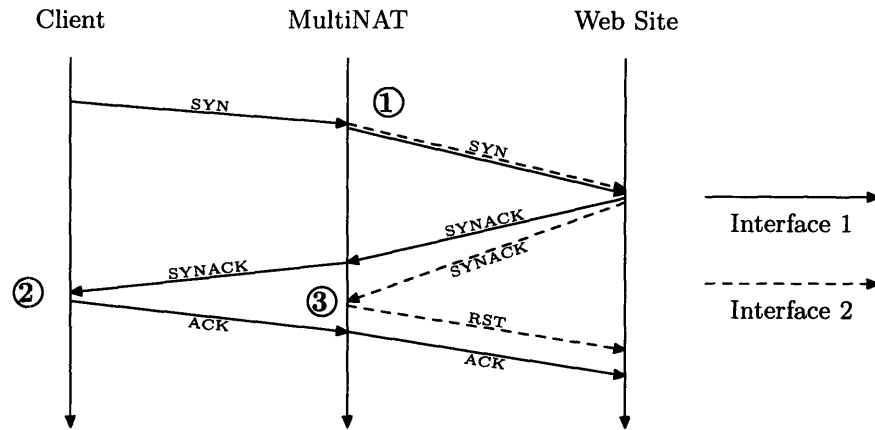 Client
MultiNAT
Web Site
SYN
①
SYN
SYNACK
SYNACK
SYNACK
②
③
ACK
RST
ACK
Interface 1
Interface 2